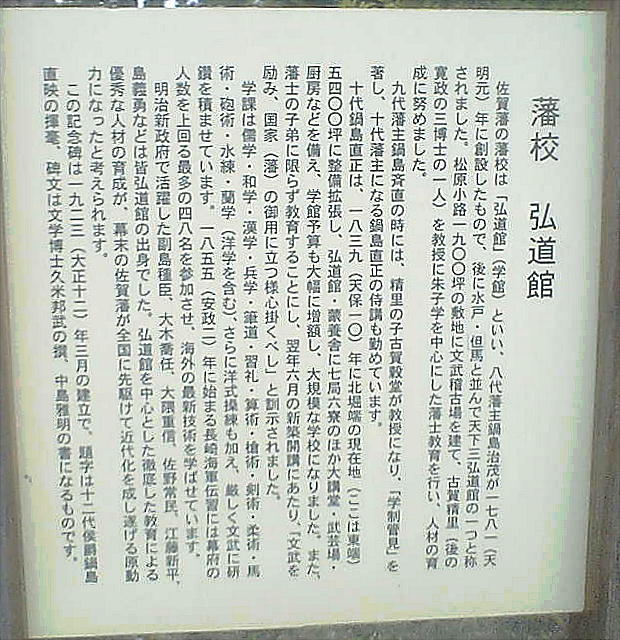 藩校 弘道館
佐賀藩の藩校は「弘道館」(学館)といい、八代藩主鍋島治茂が一七八一(天
明元)年に創設したもので、後に水戸・但馬と並んで天下三弘道館の一つと称
されました。松原小路一九〇〇坪の敷地に文武稽古場を建て、古賀精里(後の
寛政の三博士の一人)を教授に朱子学を中心にした藩士教育を行い、人材の育
成に努めました。
九代藩主鍋島斉直の時には、精里の子古賀穀堂が教授になり、「学制管見」を
著し、十代藩主になる鍋島直正の侍講も勤めています。
十代鍋島直正は、一八三九(天保一〇)年に北堀端の現在地(ここは東端)
五四〇〇坪に整備拡張し、弘道館・蒙養舎に七局六寮のほか大講堂・武芸場・
厨房などを備え、学館予算も大幅に増額し、大規模な学校になりました。また、
藩士の子弟に限らず教育することにし、翌年六月の新築開講にあたり、「文武を
励み、国家(藩)の御用に立つ様心掛くべし」と訓示されました。
学課は儒学・和学・漢学・兵学・筆道・習礼・算術・槍術・剣術・柔術・馬
術・砲術・水練・蘭学(洋学を含む)、さらに洋式操練も加え、厳しく文武に研
鑽を積ませています。一八五五(安政二)年に始まる長崎海軍伝習には幕府の
人数を上回る最多の四八名を参加させ、海外の最新技術を学ばせています。
明治新政府で活躍した副島種臣、大木喬任、大隈重信、佐野常民、江藤新平、
島義勇などは皆弘道館の出身でした。弘道館を中心とした徹底した教育による
優秀な人材の育成が、幕末の佐賀藩が全国に先駆けて近代化を成し遂げる原動
力になったと考えられます。
この記念碑は一九二三(大正十二)年三月の建立で、題字は十二代侯爵鍋島
直映の揮毫、碑文は文学博士久米邦武の撰、中島雅明の書になるものです。